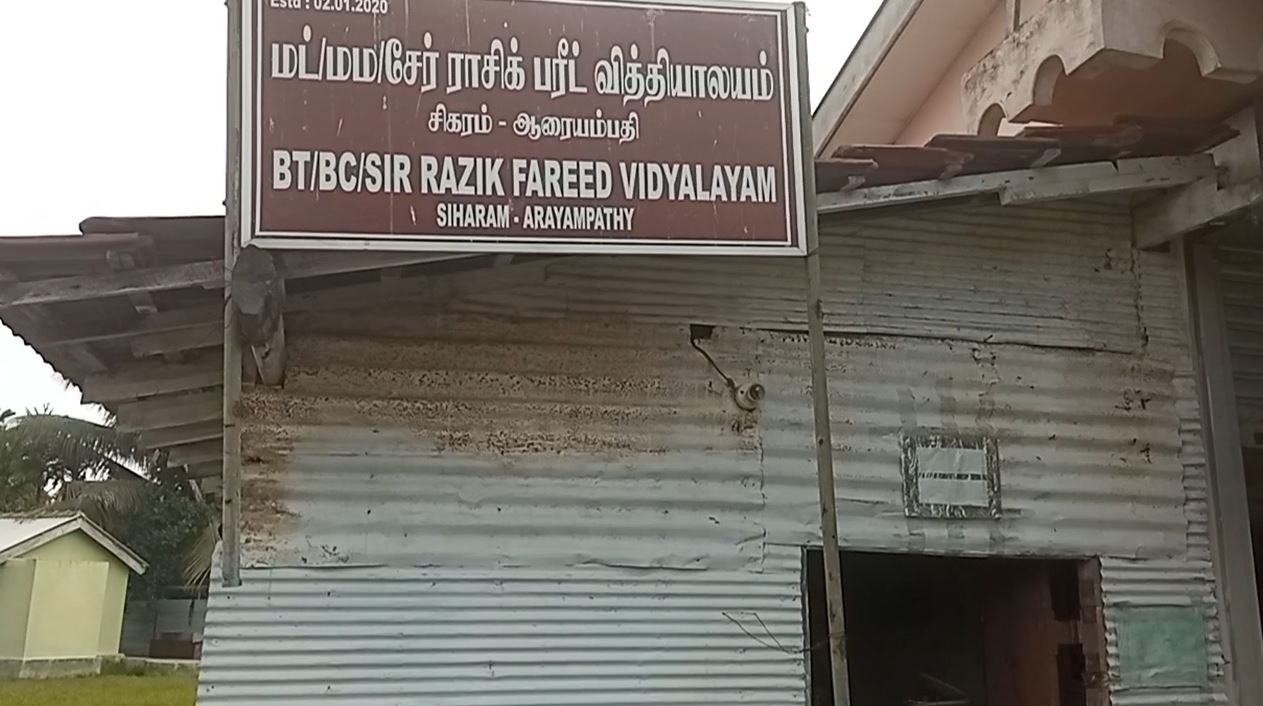 Estd : 02.01.2020
மட்/மம/சேர் ராசிக் பரீட் வித்தியாலயம்
சிகரம் - ஆரையம்பதி
BT/BC/SIR RAZIK FAREED VIDYALAYAM
SIHARAM - ARAYAMPATHY